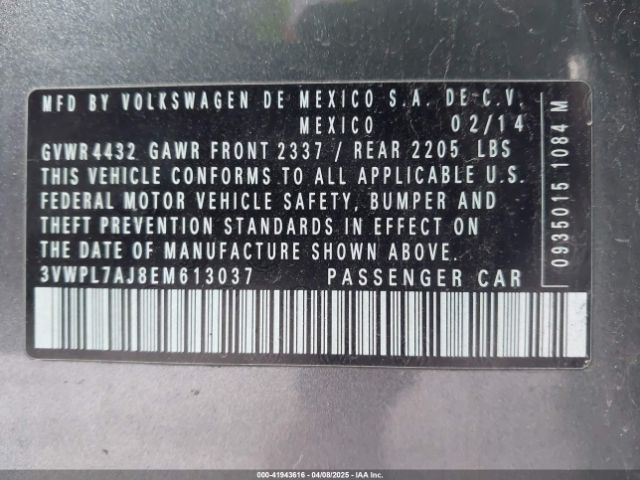 MFD BY VOLKSWAGEN DE MEXICO S.A. DE C.V.
MEXICO 02/14
GVWR 4432 GAWR FRONT 2337 / REAR 2205 LBS
THIS VEHICLE CONFORMS TO ALL APPLICABLE U.S.
FEDERAL MOTOR VEHICLE SAFETY, BUMPER AND
THEFT PREVENTION STANDARDS IN EFFECT ON
THE DATE OF MANUFACTURE SHOWN ABOVE.
3VWPL7AJ8EM613037 PASSENGER CAR
0935015 1084 M
000-41943616 | 04/08/2025 | IAA Inc.